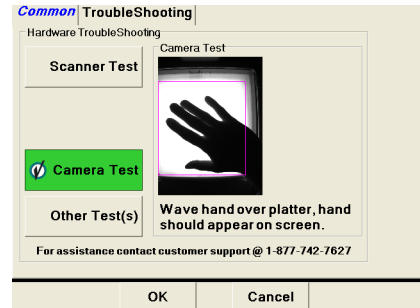 Common TroubleShooting
Hardware TroubleShooting
Scanner Test
Camera Test
Camera Test
Other Test(s)
Wave hand over platter, hand
should appear on screen.
For assistance contact customer support @ 1-877-742-7627
OK Cancel